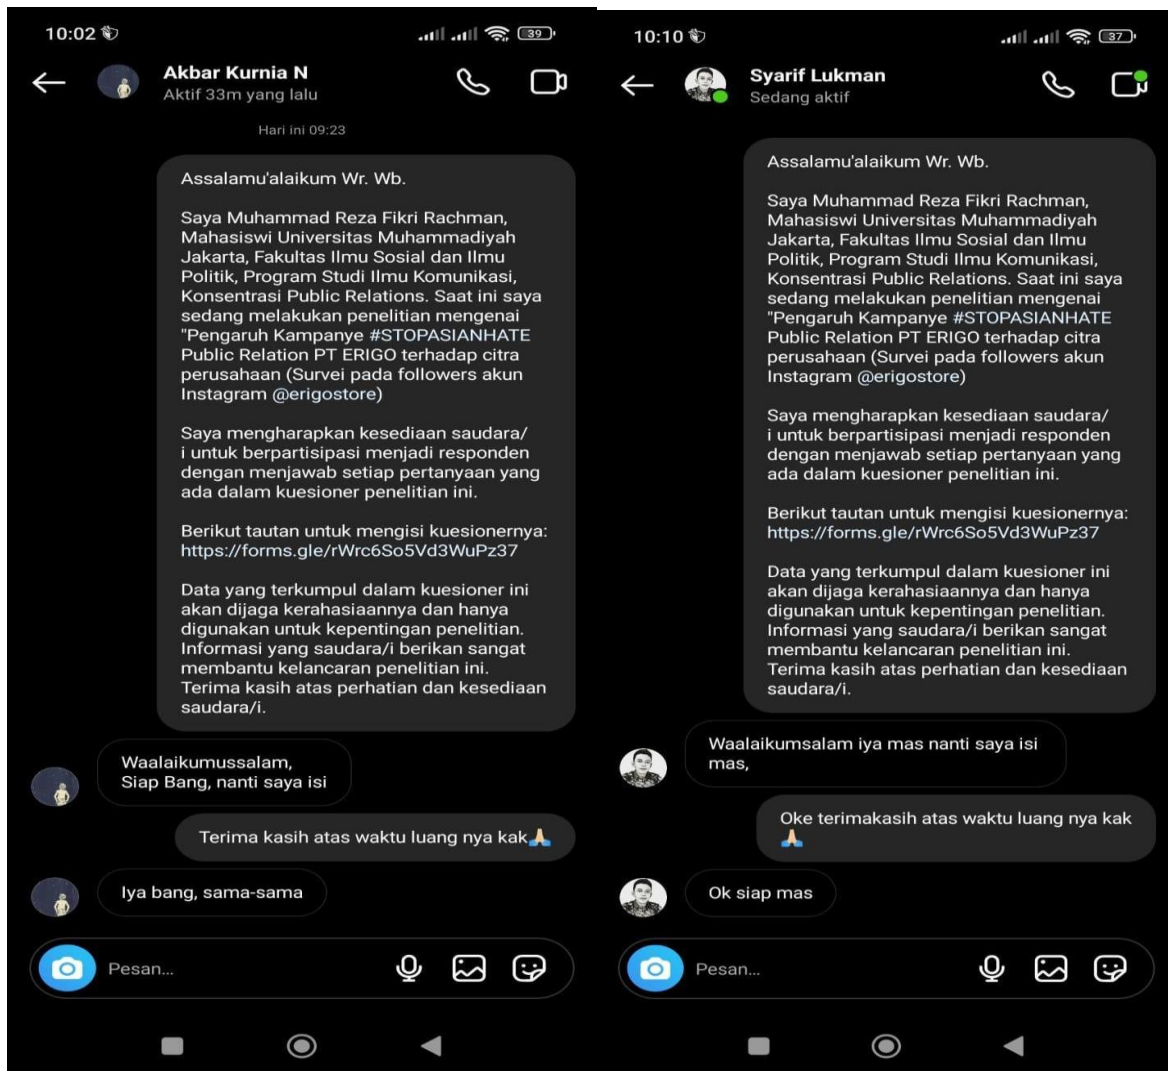 10:02
39
Akbar Kurnia N
Aktif 33m yang lalu
Hari ini 09:23
Assalamu'alaikum Wr. Wb.
Saya Muhammad Reza Fikri Rachman,
Mahasiswi Universitas Muhammadiyah
Jakarta, Fakultas Ilmu Sosial dan Ilmu
Politik, Program Studi Ilmu Komunikasi,
Konsentrasi Public Relations. Saat ini saya
sedang melakukan penelitian mengenai
"Pengaruh Kampanye #STOPASIANHATE
Public Relation PT ERIGO terhadap citra
perusahaan (Survei pada followers akun
Instagram @erigostore)
Saya mengharapkan kesediaan saudara/
i untuk berpartisipasi menjadi responden
dengan menjawab setiap pertanyaan yang
ada dalam kuesioner penelitian ini.
Berikut tautan untuk mengisi kuesionernya:
https://forms.gle/rWrc6So5Vd3WuPz37
Data yang terkumpul dalam kuesioner ini
akan dijaga kerahasiaannya dan hanya
digunakan untuk kepentingan penelitian.
Informasi yang saudara/i berikan sangat
membantu kelancaran penelitian ini.
Terima kasih atas perhatian dan kesediaan
saudara/i.
Waalaikumussalam,
Siap Bang, nanti saya isi
Terima kasih atas waktu luang nya kak🙏🏻
Iya bang, sama-sama
Pesan...
10:10
37
Syarif Lukman
Sedang aktif
Assalamu'alaikum Wr. Wb.
Saya Muhammad Reza Fikri Rachman,
Mahasiswi Universitas Muhammadiyah
Jakarta, Fakultas Ilmu Sosial dan Ilmu
Politik, Program Studi Ilmu Komunikasi,
Konsentrasi Public Relations. Saat ini saya
sedang melakukan penelitian mengenai
"Pengaruh Kampanye #STOPASIANHATE
Public Relation PT ERIGO terhadap citra
perusahaan (Survei pada followers akun
Instagram @erigostore)
Saya mengharapkan kesediaan saudara/
i untuk berpartisipasi menjadi responden
dengan menjawab setiap pertanyaan yang
ada dalam kuesioner penelitian ini.
Berikut tautan untuk mengisi kuesionernya:
https://forms.gle/rWrc6So5Vd3WuPz37
Data yang terkumpul dalam kuesioner ini
akan dijaga kerahasiaannya dan hanya
digunakan untuk kepentingan penelitian.
Informasi yang saudara/i berikan sangat
membantu kelancaran penelitian ini.
Terima kasih atas perhatian dan kesediaan
saudara/i.
Waalaikumsalam iya mas nanti saya isi
mas,
Oke terimakasih atas waktu luang nya kak
🙏🏻
Ok siap mas
Pesan...